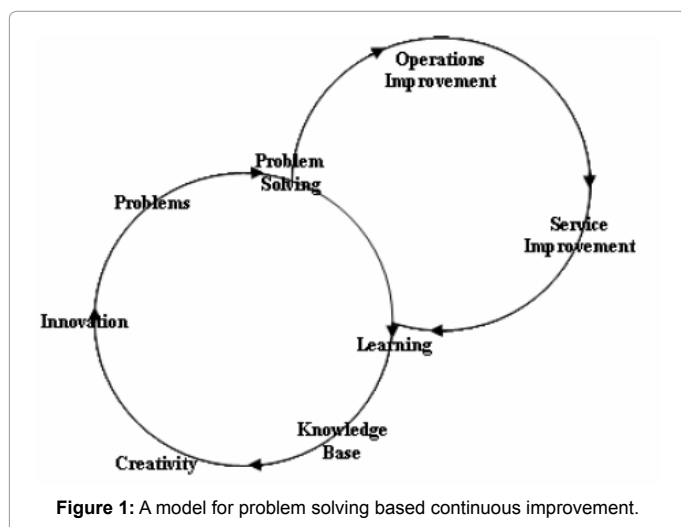 Operations
Improvement
Problem
Solving
Problems
Service
Improvement
Innovation
Learning
Knowledge
Base
Creativity
Figure 1: A model for problem solving based continuous improvement.